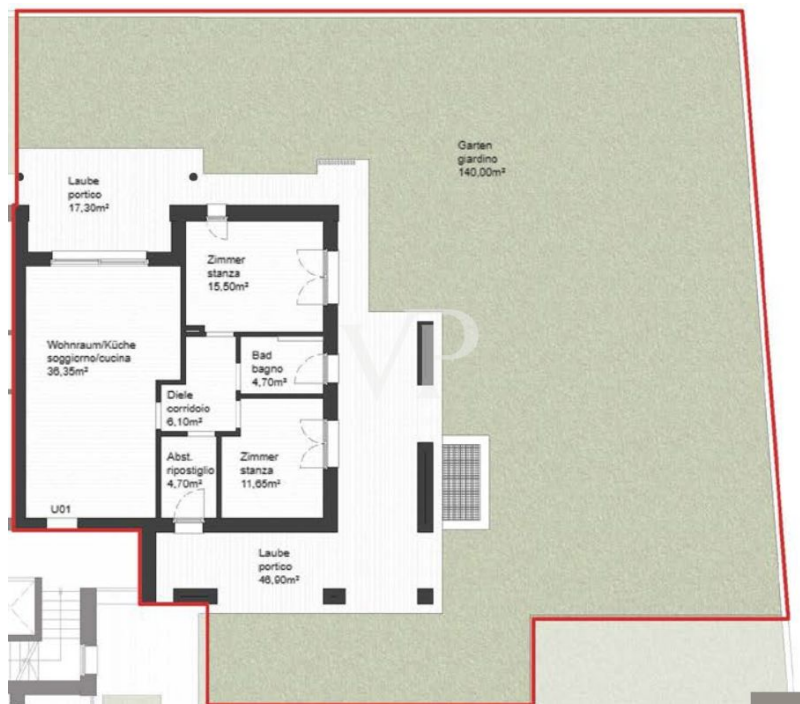 Garten
giardino
140,00m²
Laube
portico
17,30m²
Zimmer
stanza
15,50m²
Wohnraum/Küche
soggiorno/cucina
36,35m²
Bad
bagno
4,70m²
Diele
corridoio
6,10m²
Abst.
ripostiglio
4,70m²
Zimmer
stanza
11,65m²
U01
Laube
portico
46,90m²
VP